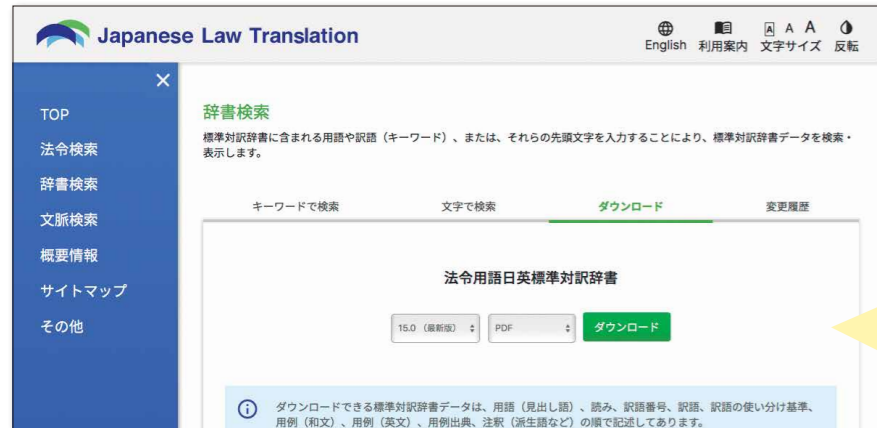 Japanese Law Translation
English 利用案内 文字サイズ 反転
A A A
×
TOP
法令検索
辞書検索
文脈検索
概要情報
サイトマップ
その他
辞書検索
標準対訳辞書に含まれる用語や訳語（キーワード）、または、それらの先頭文字を入力することにより、標準対訳辞書データを検索・
表示します。
キーワードで検索 文字で検索 ダウンロード 変更履歴
法令用語日英標準対訳辞書
15.0 （最新版） PDF ダウンロード
ダウンロードできる標準対訳辞書データは、用語（見出し語）、読み、訳語番号、訳語、訳語の使い分け基準、
用例（和文）、用例（英文）、用例出典、注釈（派生語など）の順で記述してあります。